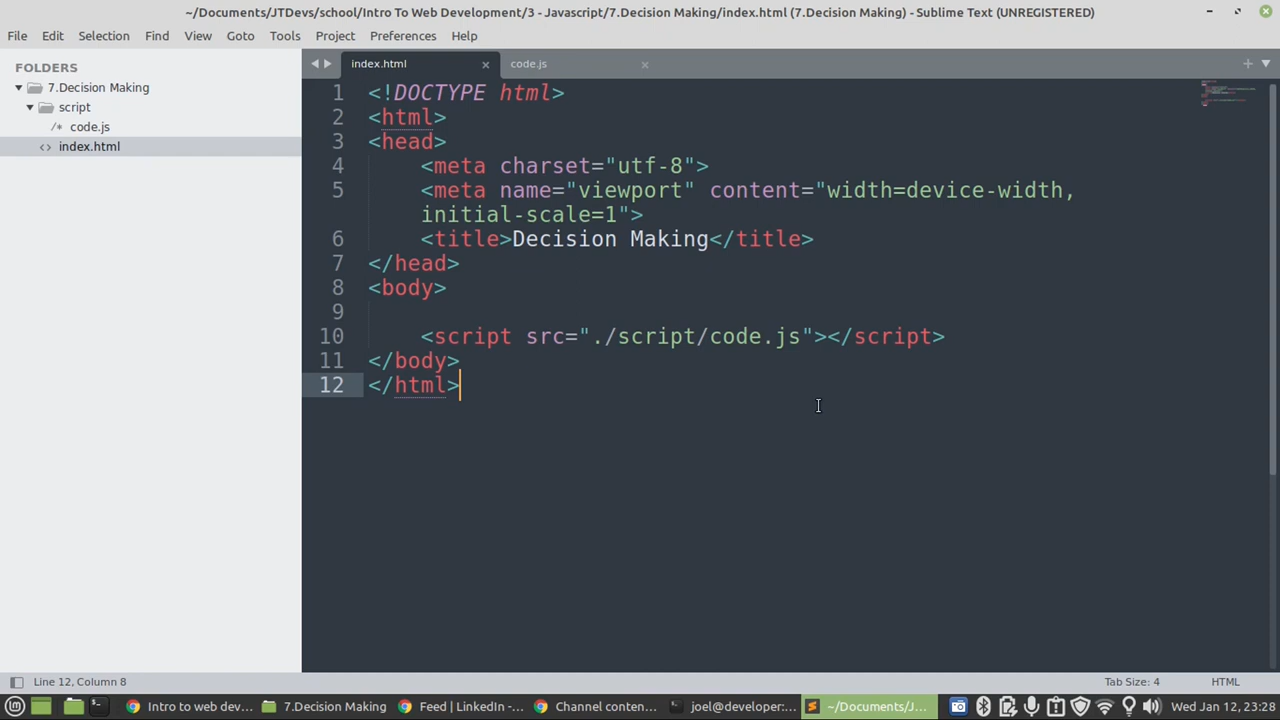 ~/Documents/JTDevs/school/Intro To Web Development/3 - Javascript/7.Decision Making/index.html (7.Decision Making) - Sublime Text (UNREGISTERED)
File Edit Selection Find View Goto Tools Project Preferences Help
FOLDERS
7.Decision Making
script
/* code.js
<> index.html
index.html × code.js ×
1 <!DOCTYPE html>
2 <html>
3 <head>
4 <meta charset="utf-8">
5 <meta name="viewport" content="width=device-width,
initial-scale=1">
6 <title>Decision Making</title>
7 </head>
8 <body>
9
10 <script src="./script/code.js"></script>
11 </body>
12 </html>
Line 12, Column 8 Tab Size: 4 HTML
Intro to web dev... 7.Decision Making Feed | LinkedIn -... Channel conten... joel@developer:... ~/Documents/J... Wed Jan 12, 23:28